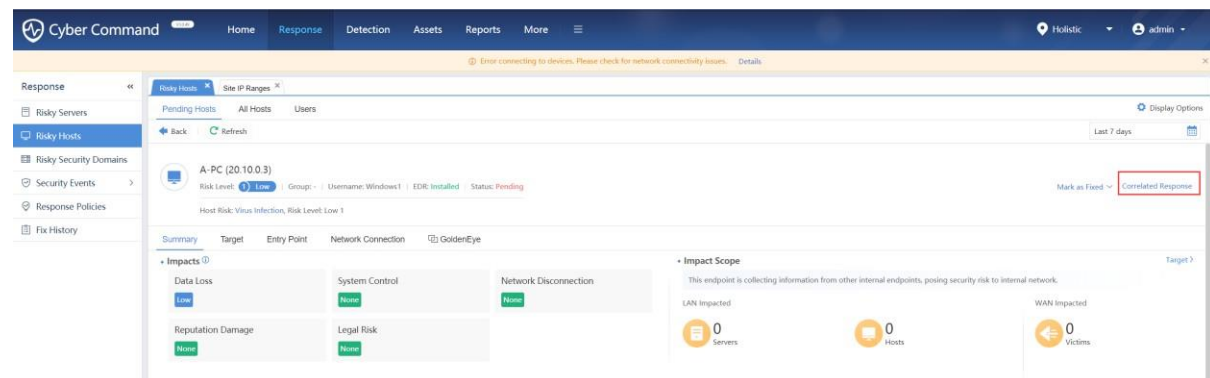 Cyber Command
Home Response Detection Assets Reports More Holistic admin
Error connecting to devices. Please check for network connectivity issues. Details
Response «
Risky Servers
Risky Hosts
Risky Security Domains
Security Events >
Response Policies
Fix History
Risky Hosts × Site IP Ranges ×
Pending Hosts All Hosts Users Display Options
Back Refresh Last 7 days
A-PC (20.10.0.3)
Risk Level: 1 Low | Group: - | Username: Windows1 | EDR: Installed | Status: Pending
Mark as Fixed Correlated Response
Host Risk: Virus Infection, Risk Level: Low 1
Summary Target Entry Point Network Connection GoldenEye
Impacts
Data Loss System Control Network Disconnection
Low None None
Reputation Damage Legal Risk
None None
Impact Scope Target >
This endpoint is collecting information from other internal endpoints, posing security risk to internal network.
LAN Impacted WAN Impacted
0 0 0
Servers Hosts Victims